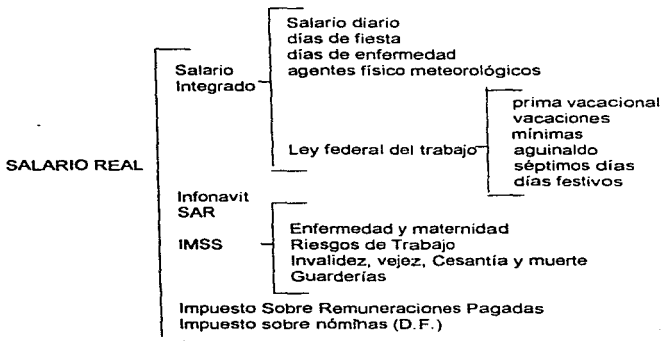 Salario diario
días de fiesta
días de enfermedad
agentes físico meteorológicos
Salario
Integrado
prima vacacional
vacaciones
mínimas
aguinaldo
séptimos días
días festivos
Ley federal del trabajo
SALARIO REAL
Infonavit
SAR
IMSS
Enfermedad y maternidad
Riesgos de Trabajo
Invalidez, vejez, Cesantía y muerte
Guarderías
Impuesto Sobre Remuneraciones Pagadas
Impuesto sobre nóminas (D.F.)